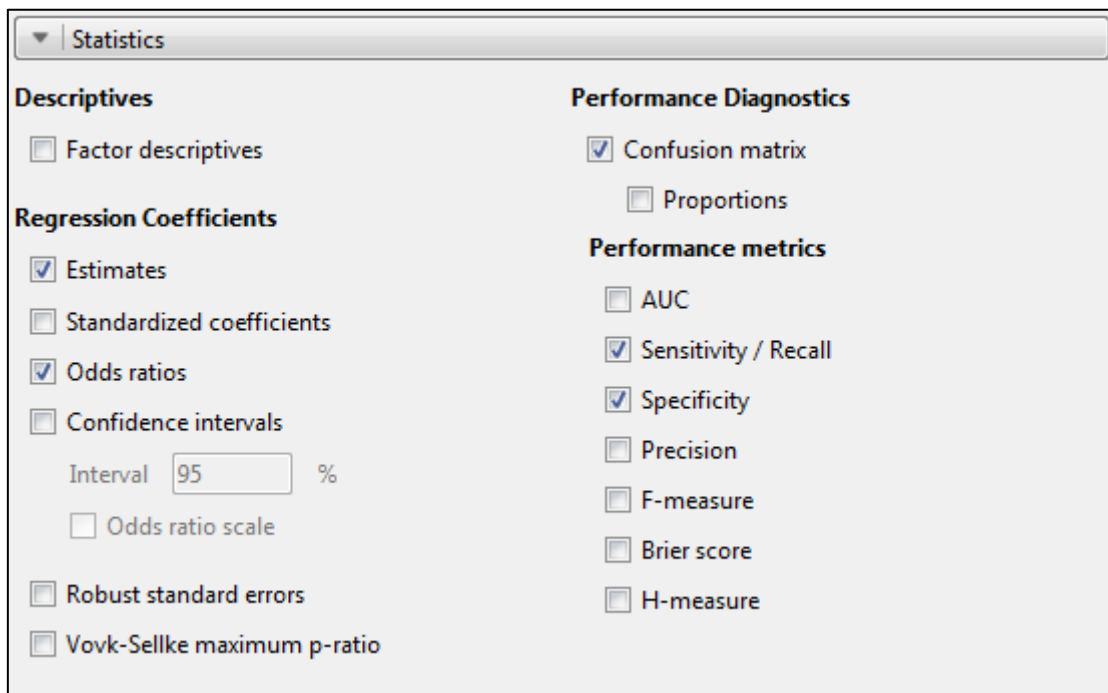 Statistics
Descriptives
Factor descriptives
Regression Coefficients
Estimates
Standardized coefficients
Odds ratios
Confidence intervals
Interval 95 %
Odds ratio scale
Robust standard errors
Vovk-Sellke maximum p-ratio
Performance Diagnostics
Confusion matrix
Proportions
Performance metrics
AUC
Sensitivity / Recall
Specificity
Precision
F-measure
Brier score
H-measure